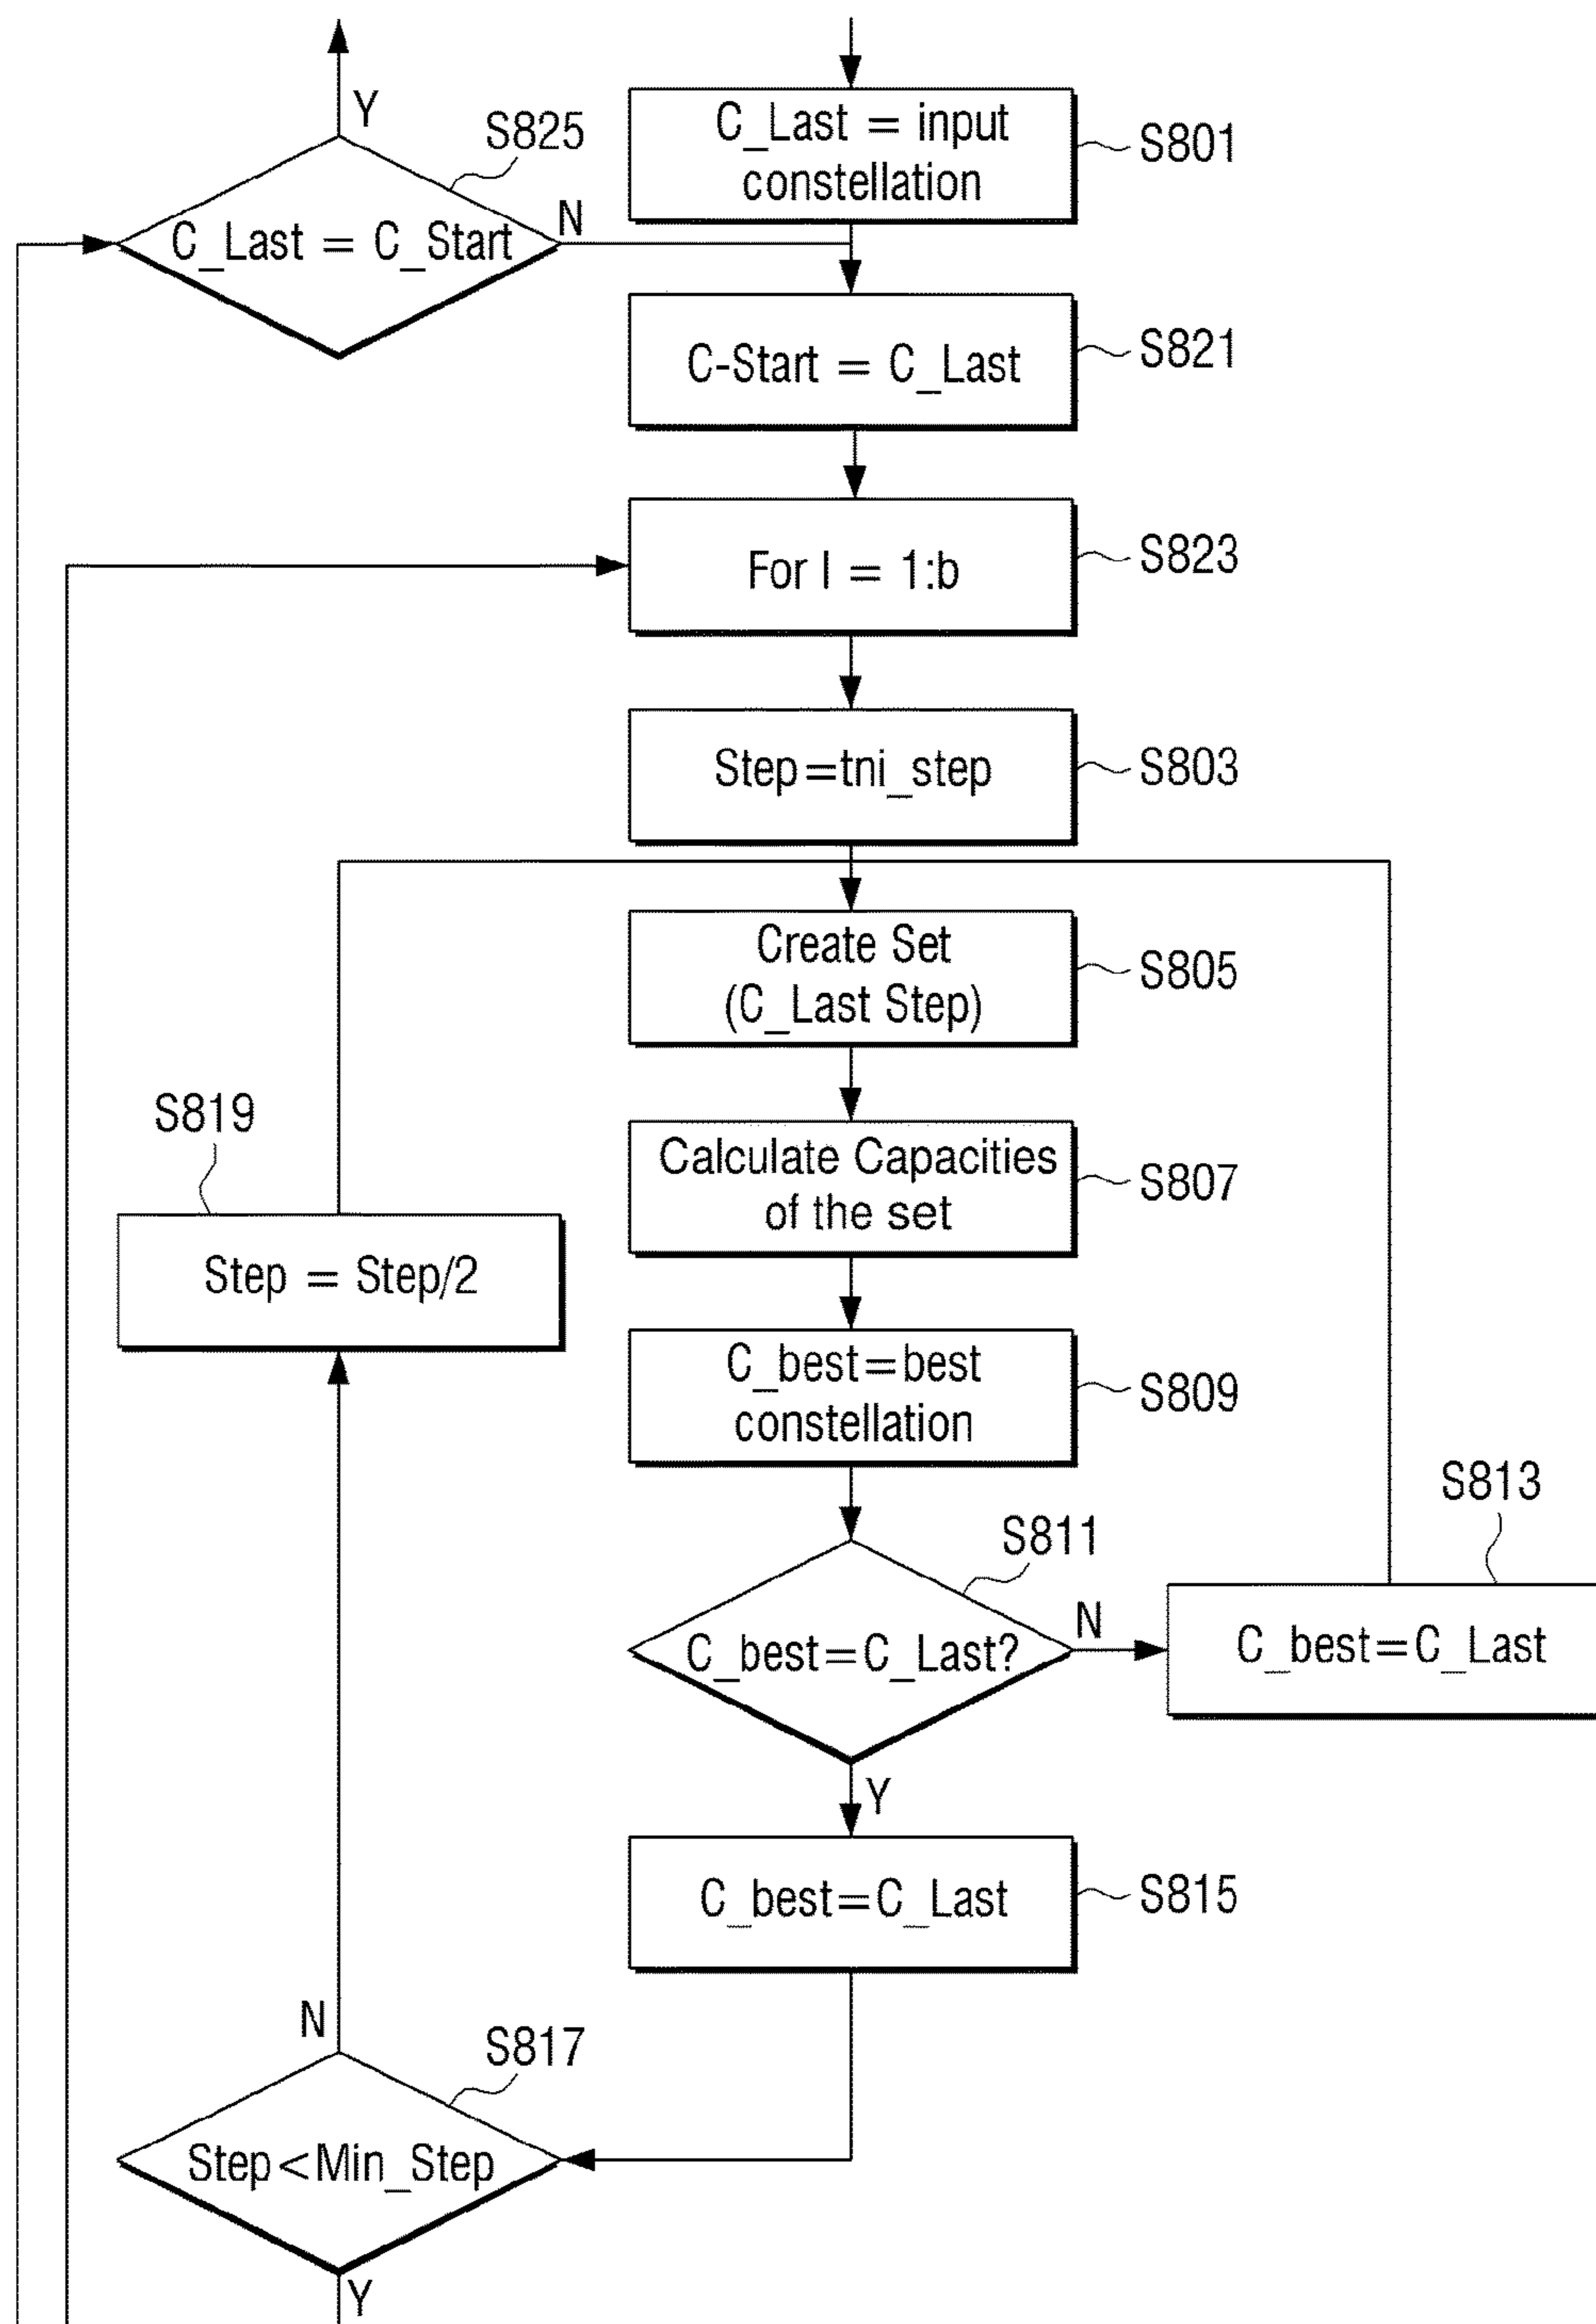 Y
S825
C_Last = input
constellation
S801
C_Last = C_Start
N
C-Start = C_Last
S821
For I = 1:b
S823
Step=tni_step
S803
Create Set
(C_Last Step)
S805
S819
Calculate Capacities
of the set
S807
Step = Step/2
C_best=best
constellation
S809
S813
S811
C_best=C_Last?
N
C_best=C_Last
Y
C_best=C_Last
S815
N
S817
Step<Min_Step
Y